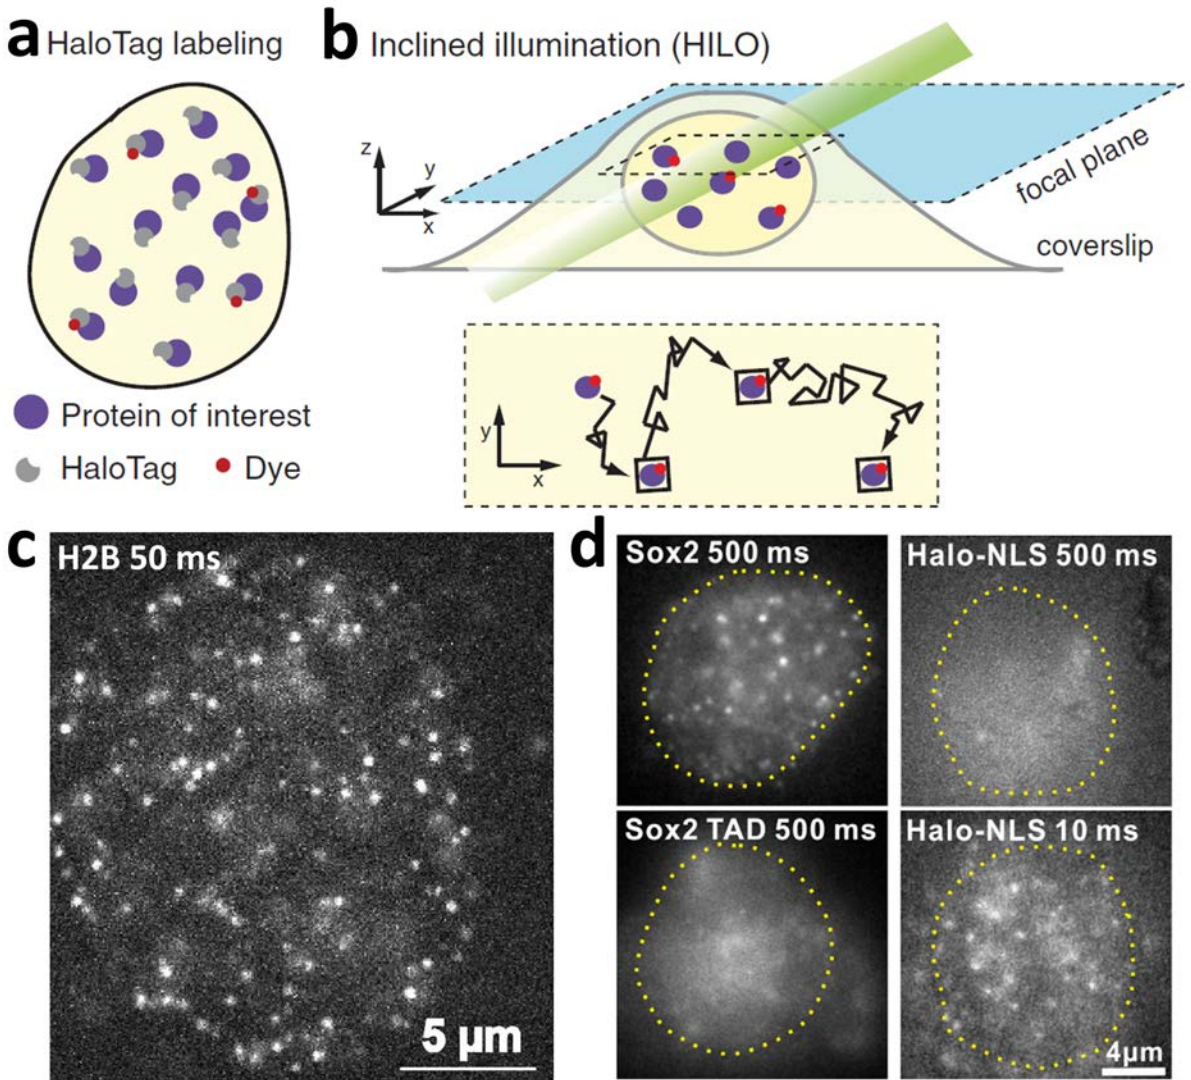 a HaloTag labeling
b Inclined illumination (HILO)
z
y
x
focal plane
coverslip
y
x
Protein of interest
HaloTag
Dye
c
H2B 50 ms
5 μm
d
Sox2 500 ms
Halo-NLS 500 ms
Sox2 TAD 500 ms
Halo-NLS 10 ms
4μm